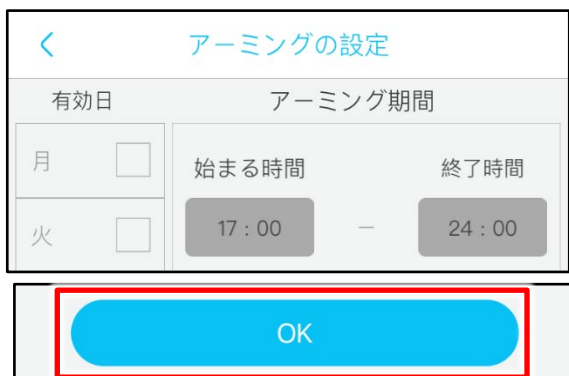 アーミングの設定
有効日 アーミング期間
月 始まる時間 終了時間
火 17 : 00 — 24 : 00
OK